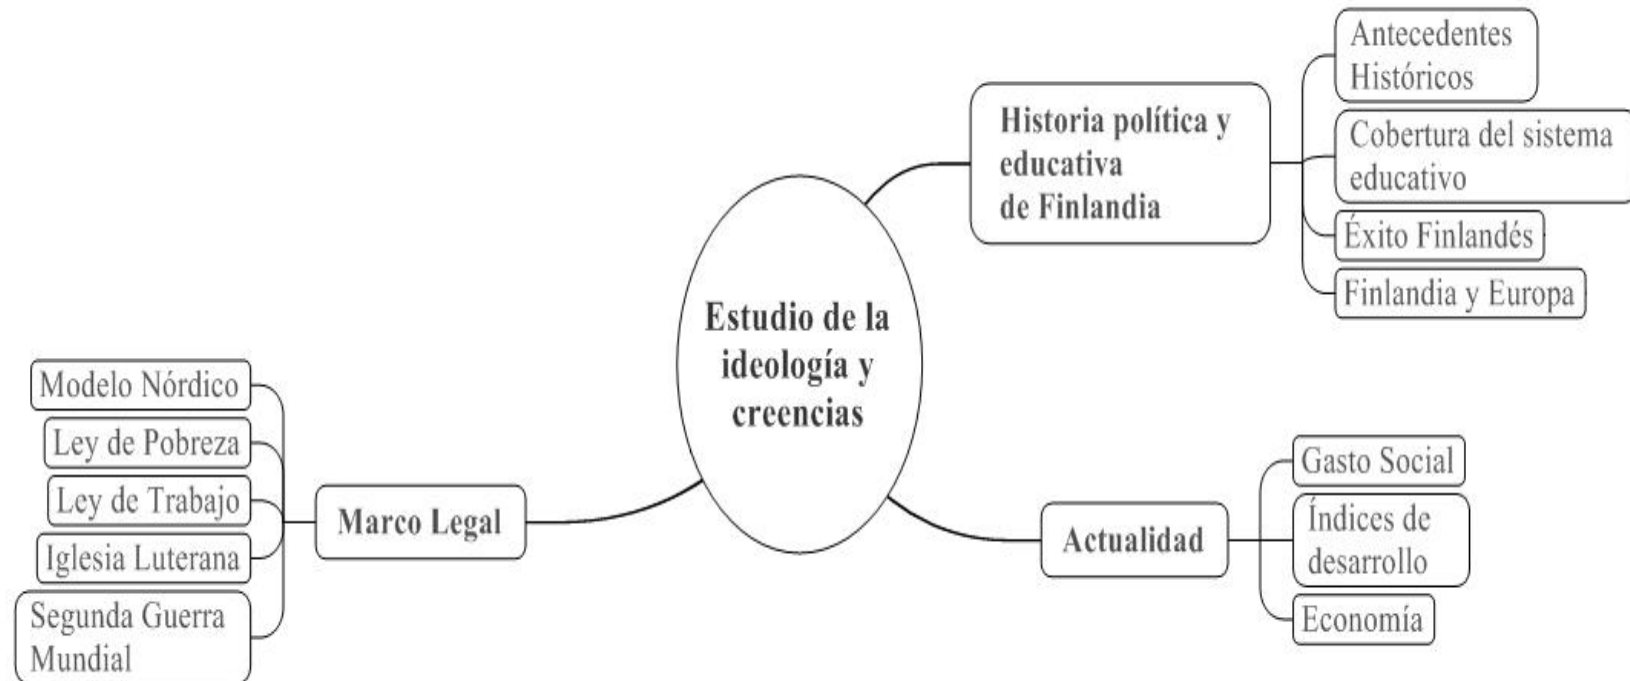 Estudio de la
ideología y
creencias
Historia política y
educativa
de Finlandia
Antecedentes
Históricos
Cobertura del sistema
educativo
Éxito Finlandés
Finlandia y Europa
Actualidad
Gasto Social
Índices de
desarrollo
Economía
Marco Legal
Modelo Nórdico
Ley de Pobreza
Ley de Trabajo
Iglesia Luterana
Segunda Guerra
Mundial